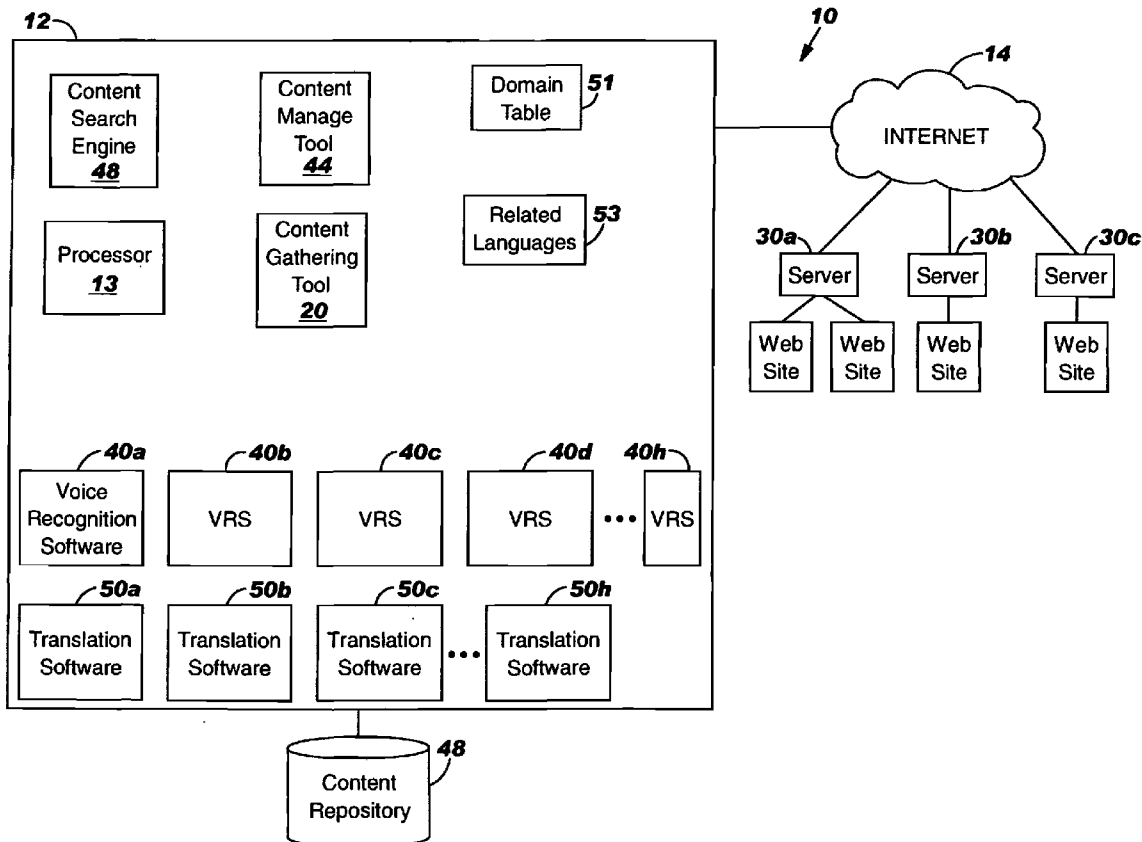 12
10
Content
Search
Engine
48
Content
Manage
Tool
44
Domain
Table
51
14
INTERNET
Processor
13
Content
Gathering
Tool
20
Related
Languages
53
30a
Server
30b
Server
30c
Server
Web
Site
Web
Site
Web
Site
Web
Site
40a
Voice
Recognition
Software
40b
VRS
40c
VRS
40d
VRS
•••
40h
VRS
50a
Translation
Software
50b
Translation
Software
50c
Translation
Software
•••
50h
Translation
Software
Content
Repository
48